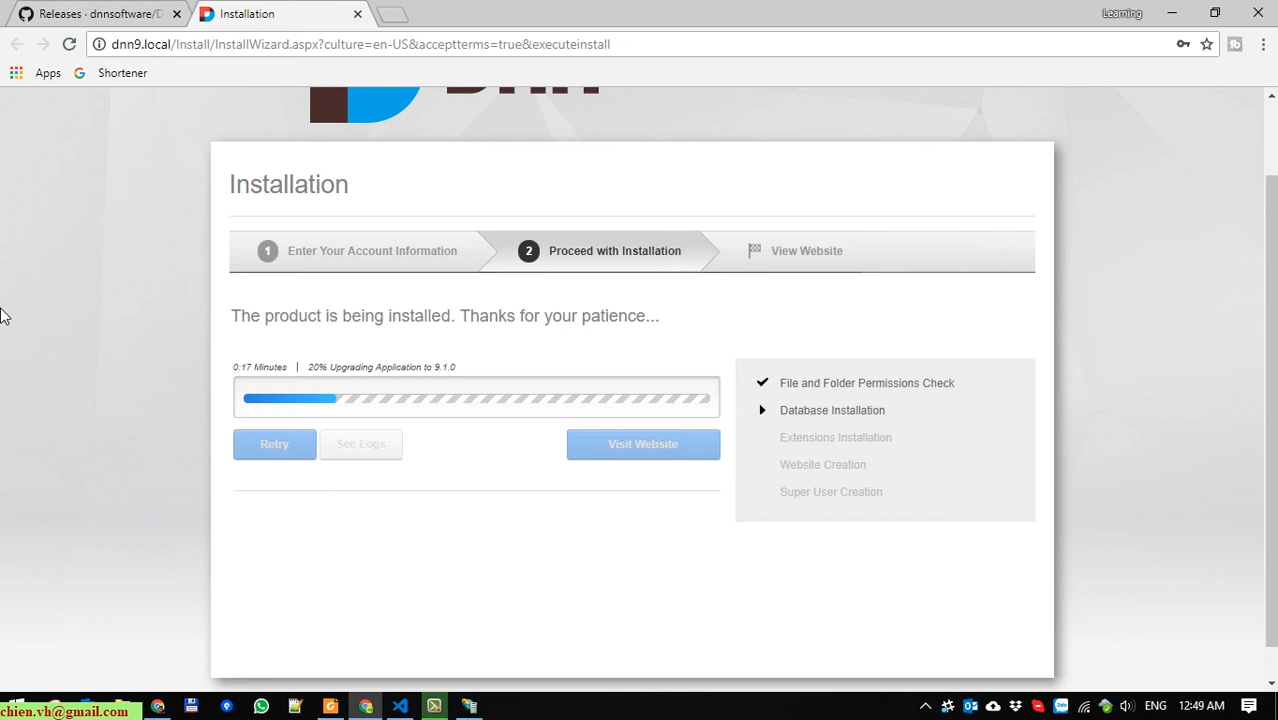 Releases · dnnsoftware/D
Installation
Learning
dnn9.local/Install/InstallWizard.aspx?culture=en-US&acceptterms=true&executeinstall
Apps
Shortener
Installation
1 Enter Your Account Information
2 Proceed with Installation
View Website
The product is being installed. Thanks for your patience...
0:17 Minutes | 20% Upgrading Application to 9.1.0
Retry
See Logs
Visit Website
File and Folder Permissions Check
Database Installation
Extensions Installation
Website Creation
Super User Creation
chien.vh@gmail.com
ENG
12:49 AM